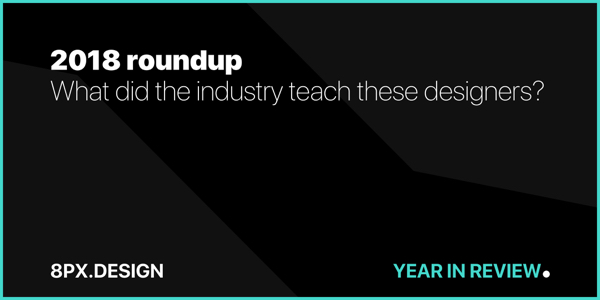 2018 roundup
What did the industry teach these designers?
8PX.DESIGN
YEAR IN REVIEW.